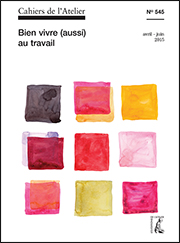 Cahiers de l'Atelier
N° 545
Bien vivre (aussi)
au travail
avril - juin
2015